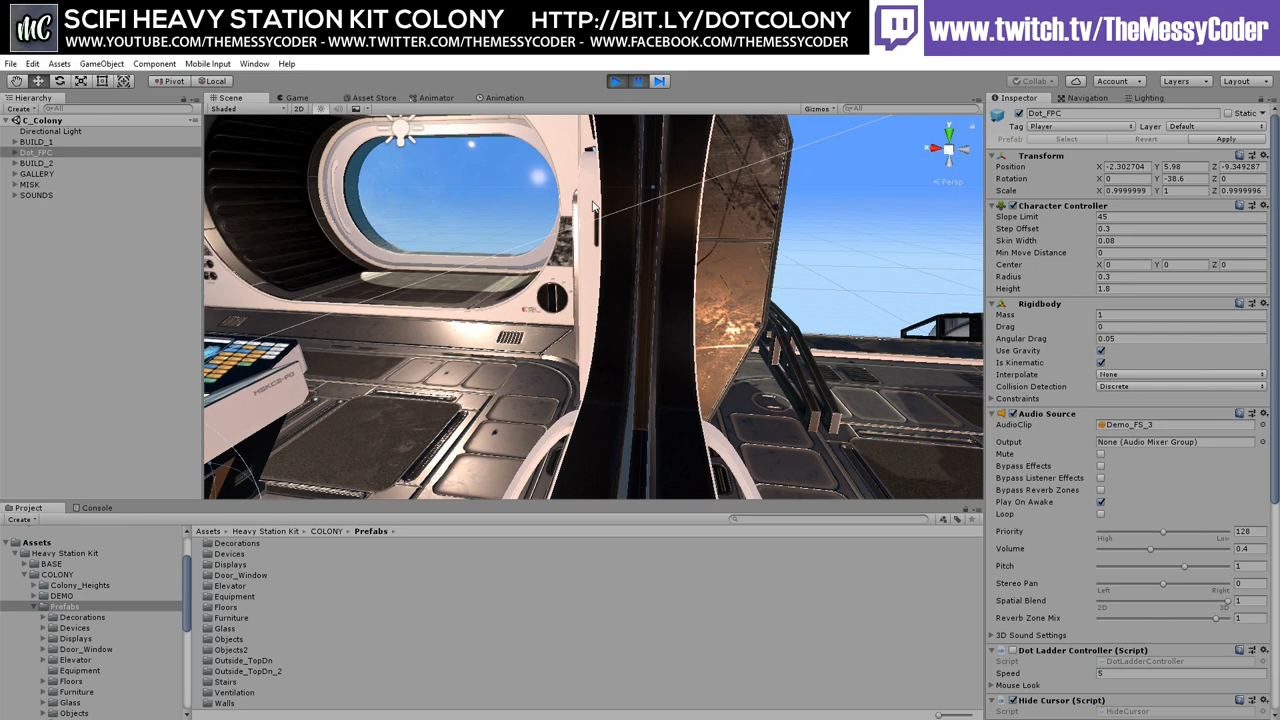 mC
SCIFI HEAVY STATION KIT COLONY HTTP://BIT.LY/DOTCOLONY
WWW.YOUTUBE.COM/THEMESSYCODER - WWW.TWITTER.COM/THEMESSYCODER - WWW.FACEBOOK.COM/THEMESSYCODER
www.twitch.tv/TheMessyCoder
File Edit Assets GameObject Component Mobile Input Window Help
Pivot Local Collab Account Layers Layout
Hierarchy Scene Game Asset Store Animator Animation Inspector Navigation Lighting
Create All Shaded 2D Gizmos All
C_Colony
Directional Light
BUILD_1
Dot_FPC
BUILD_2
GALLERY
MISK
SOUNDS
y
x
Persp
HSKC2-PO
Dot_FPC Static
Tag Player Layer Default
Prefab Select Revert Apply
Transform
Position X -2.302704 Y 5.98 Z -9.349287
Rotation X 0 Y -38.6 Z 0
Scale X 0.9999999 Y 1 Z 0.9999996
Character Controller
Slope Limit 45
Step Offset 0.3
Skin Width 0.08
Min Move Distance 0
Center X 0 Y 0 Z 0
Radius 0.3
Height 1.8
Rigidbody
Mass 1
Drag 0
Angular Drag 0.05
Use Gravity
Is Kinematic
Interpolate None
Collision Detection Discrete
Constraints
Audio Source
AudioClip Demo_FS_3
Output None (Audio Mixer Group)
Mute
Bypass Effects
Bypass Listener Effects
Bypass Reverb Zones
Play On Awake
Loop
Priority 128
High Low
Volume 0.4
Pitch 1
Stereo Pan 0
Left Right
Spatial Blend 1
2D 3D
Reverb Zone Mix 1
3D Sound Settings
Dot Ladder Controller (Script)
Script DotLadderController
Speed 5
Mouse Look
Hide Cursor (Script)
Script HideCursor
Project Console
Create
Assets
Heavy Station Kit
BASE
COLONY
Colony_Heights
DEMO
Prefabs
Decorations
Devices
Displays
Door_Window
Elevator
Equipment
Floors
Furniture
Glass
Objects
Assets Heavy Station Kit COLONY Prefabs
Decorations
Devices
Displays
Door_Window
Elevator
Equipment
Floors
Furniture
Glass
Objects
Objects2
Outside_TopDn
Outside_TopDn_2
Stairs
Ventilation
Walls